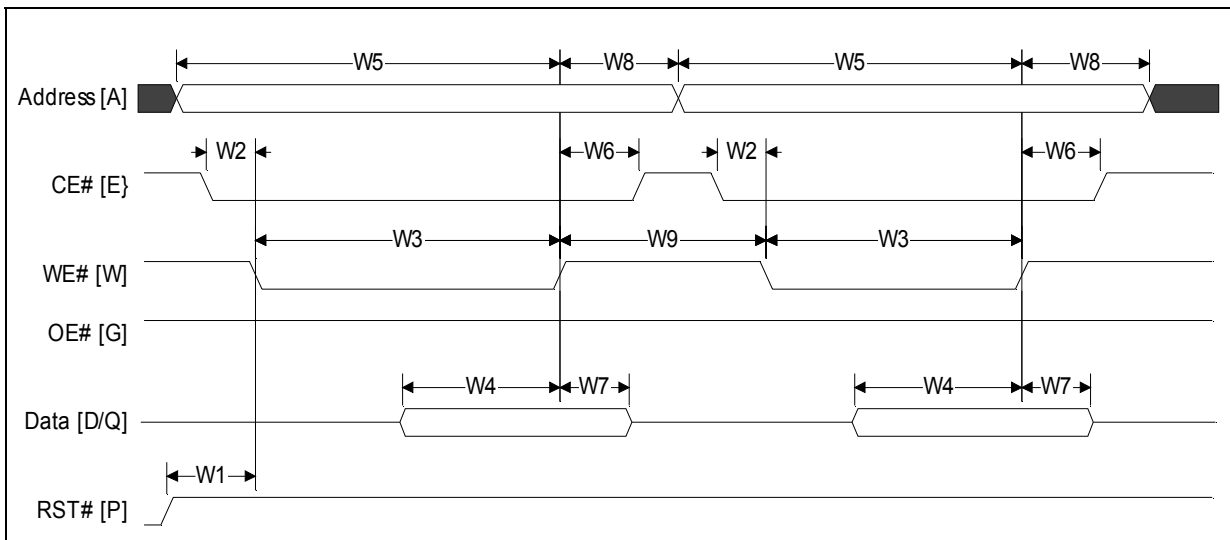 W5 W8 W5 W8
Address [A]
W2 W6 W2 W6
CE# [E}
W3 W9 W3
WE# [W]
OE# [G]
W4 W7 W4 W7
Data [D/Q]
W1
RST# [P]